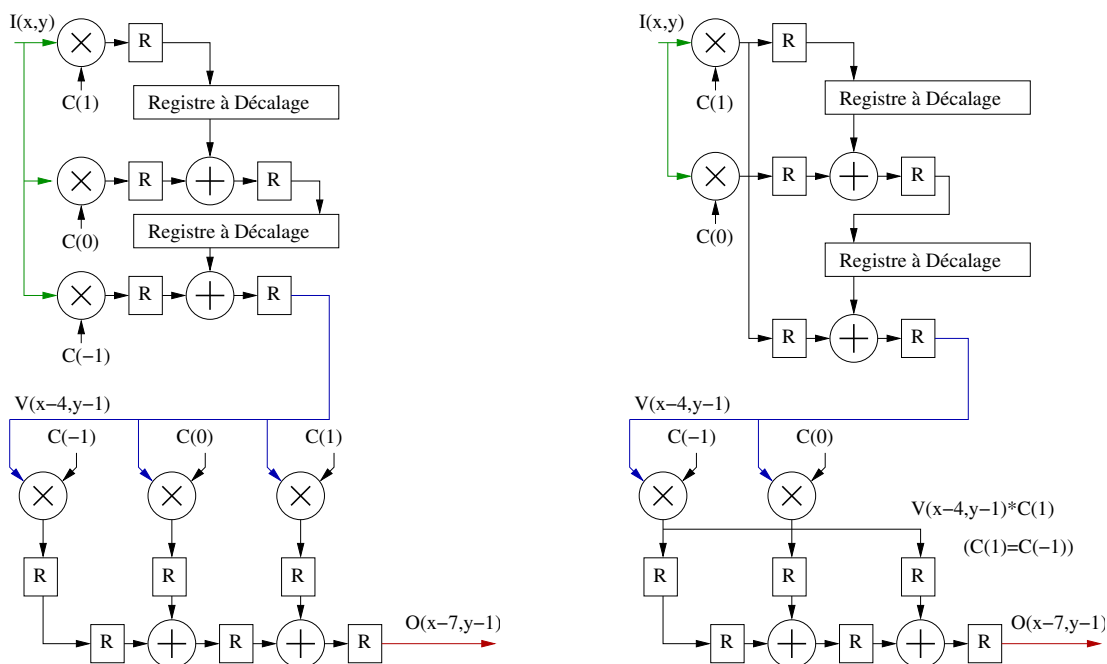 I(x,y)
R
C(1)
Registre à Décalage
R
R
C(0)
Registre à Décalage
R
R
C(−1)
V(x−4,y−1)
C(−1)
C(0)
C(1)
R
R
R
R
R
R
O(x−7,y−1)
I(x,y)
R
C(1)
Registre à Décalage
R
R
C(0)
Registre à Décalage
R
R
V(x−4,y−1)
C(−1)
C(0)
V(x−4,y−1)*C(1)
(C(1)=C(−1))
R
R
R
R
R
R
O(x−7,y−1)